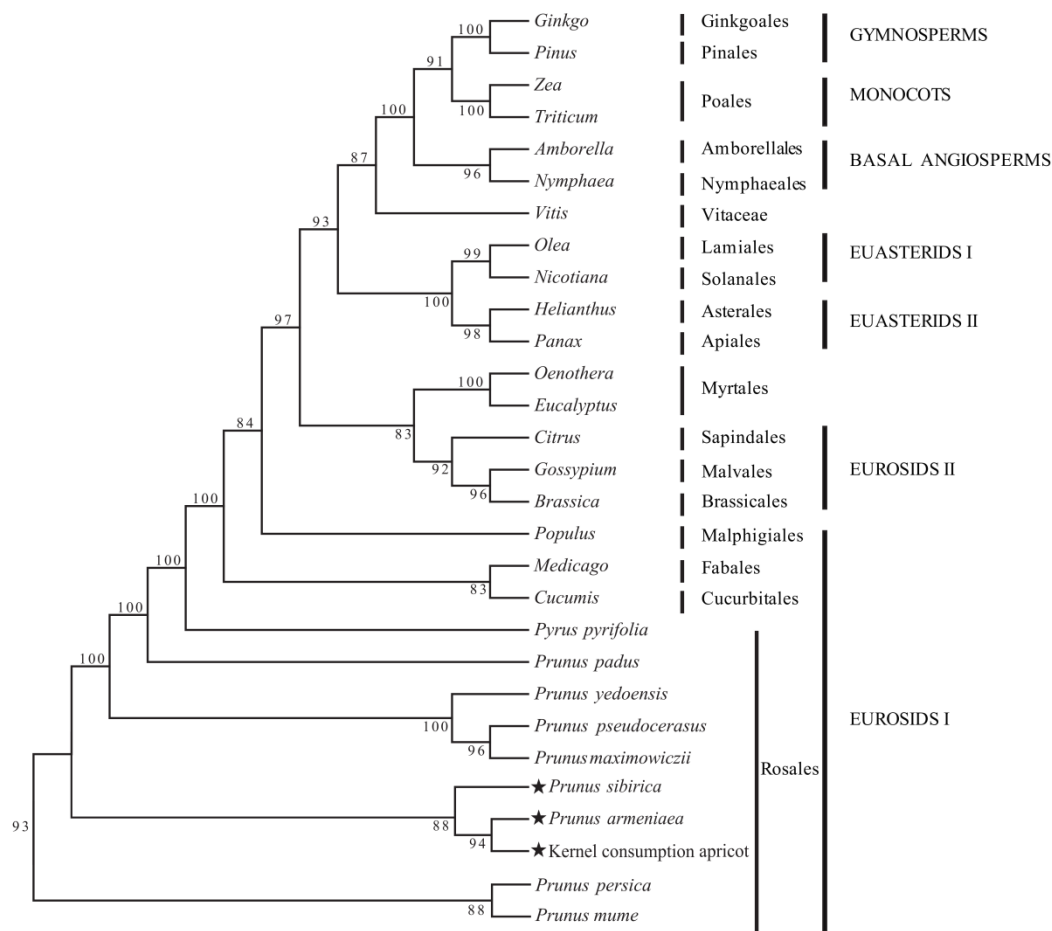 Ginkgo Ginkgoales
100 GYMNOSPERMS
Pinus Pinales
91
Zea
Poales MONOCOTS
100
Triticum
100
Amborella Amborellales
BASAL ANGIOSPERMS
87
96
Nymphaea Nymphaeales
Vitis Vitaceae
93
Olea Lamiales
99 EUASTERIDS I
Nicotiana Solanales
100
Helianthus Asterales
97 EUASTERIDS II
98
Panax Apiales
Oenothera
100 Myrtales
Eucalyptus
84
83
Citrus Sapindales
92
Gossypium Malvales
EUROSIDS II
96
Brassica Brassicales
100
Populus Malphigiales
100
Medicago Fabales
83
Cucumis Cucurbitales
100
Pyrus pyrifolia
100
Prunus padus
Prunus yedoensis
100
Prunus pseudocerasus
EUROSIDS I
96
Prunus maximowiczii
Rosales
★Prunus sibirica
88
93
★Prunus armeniaea
94
★Kernel consumption apricot
Prunus persica
88
Prunus mume